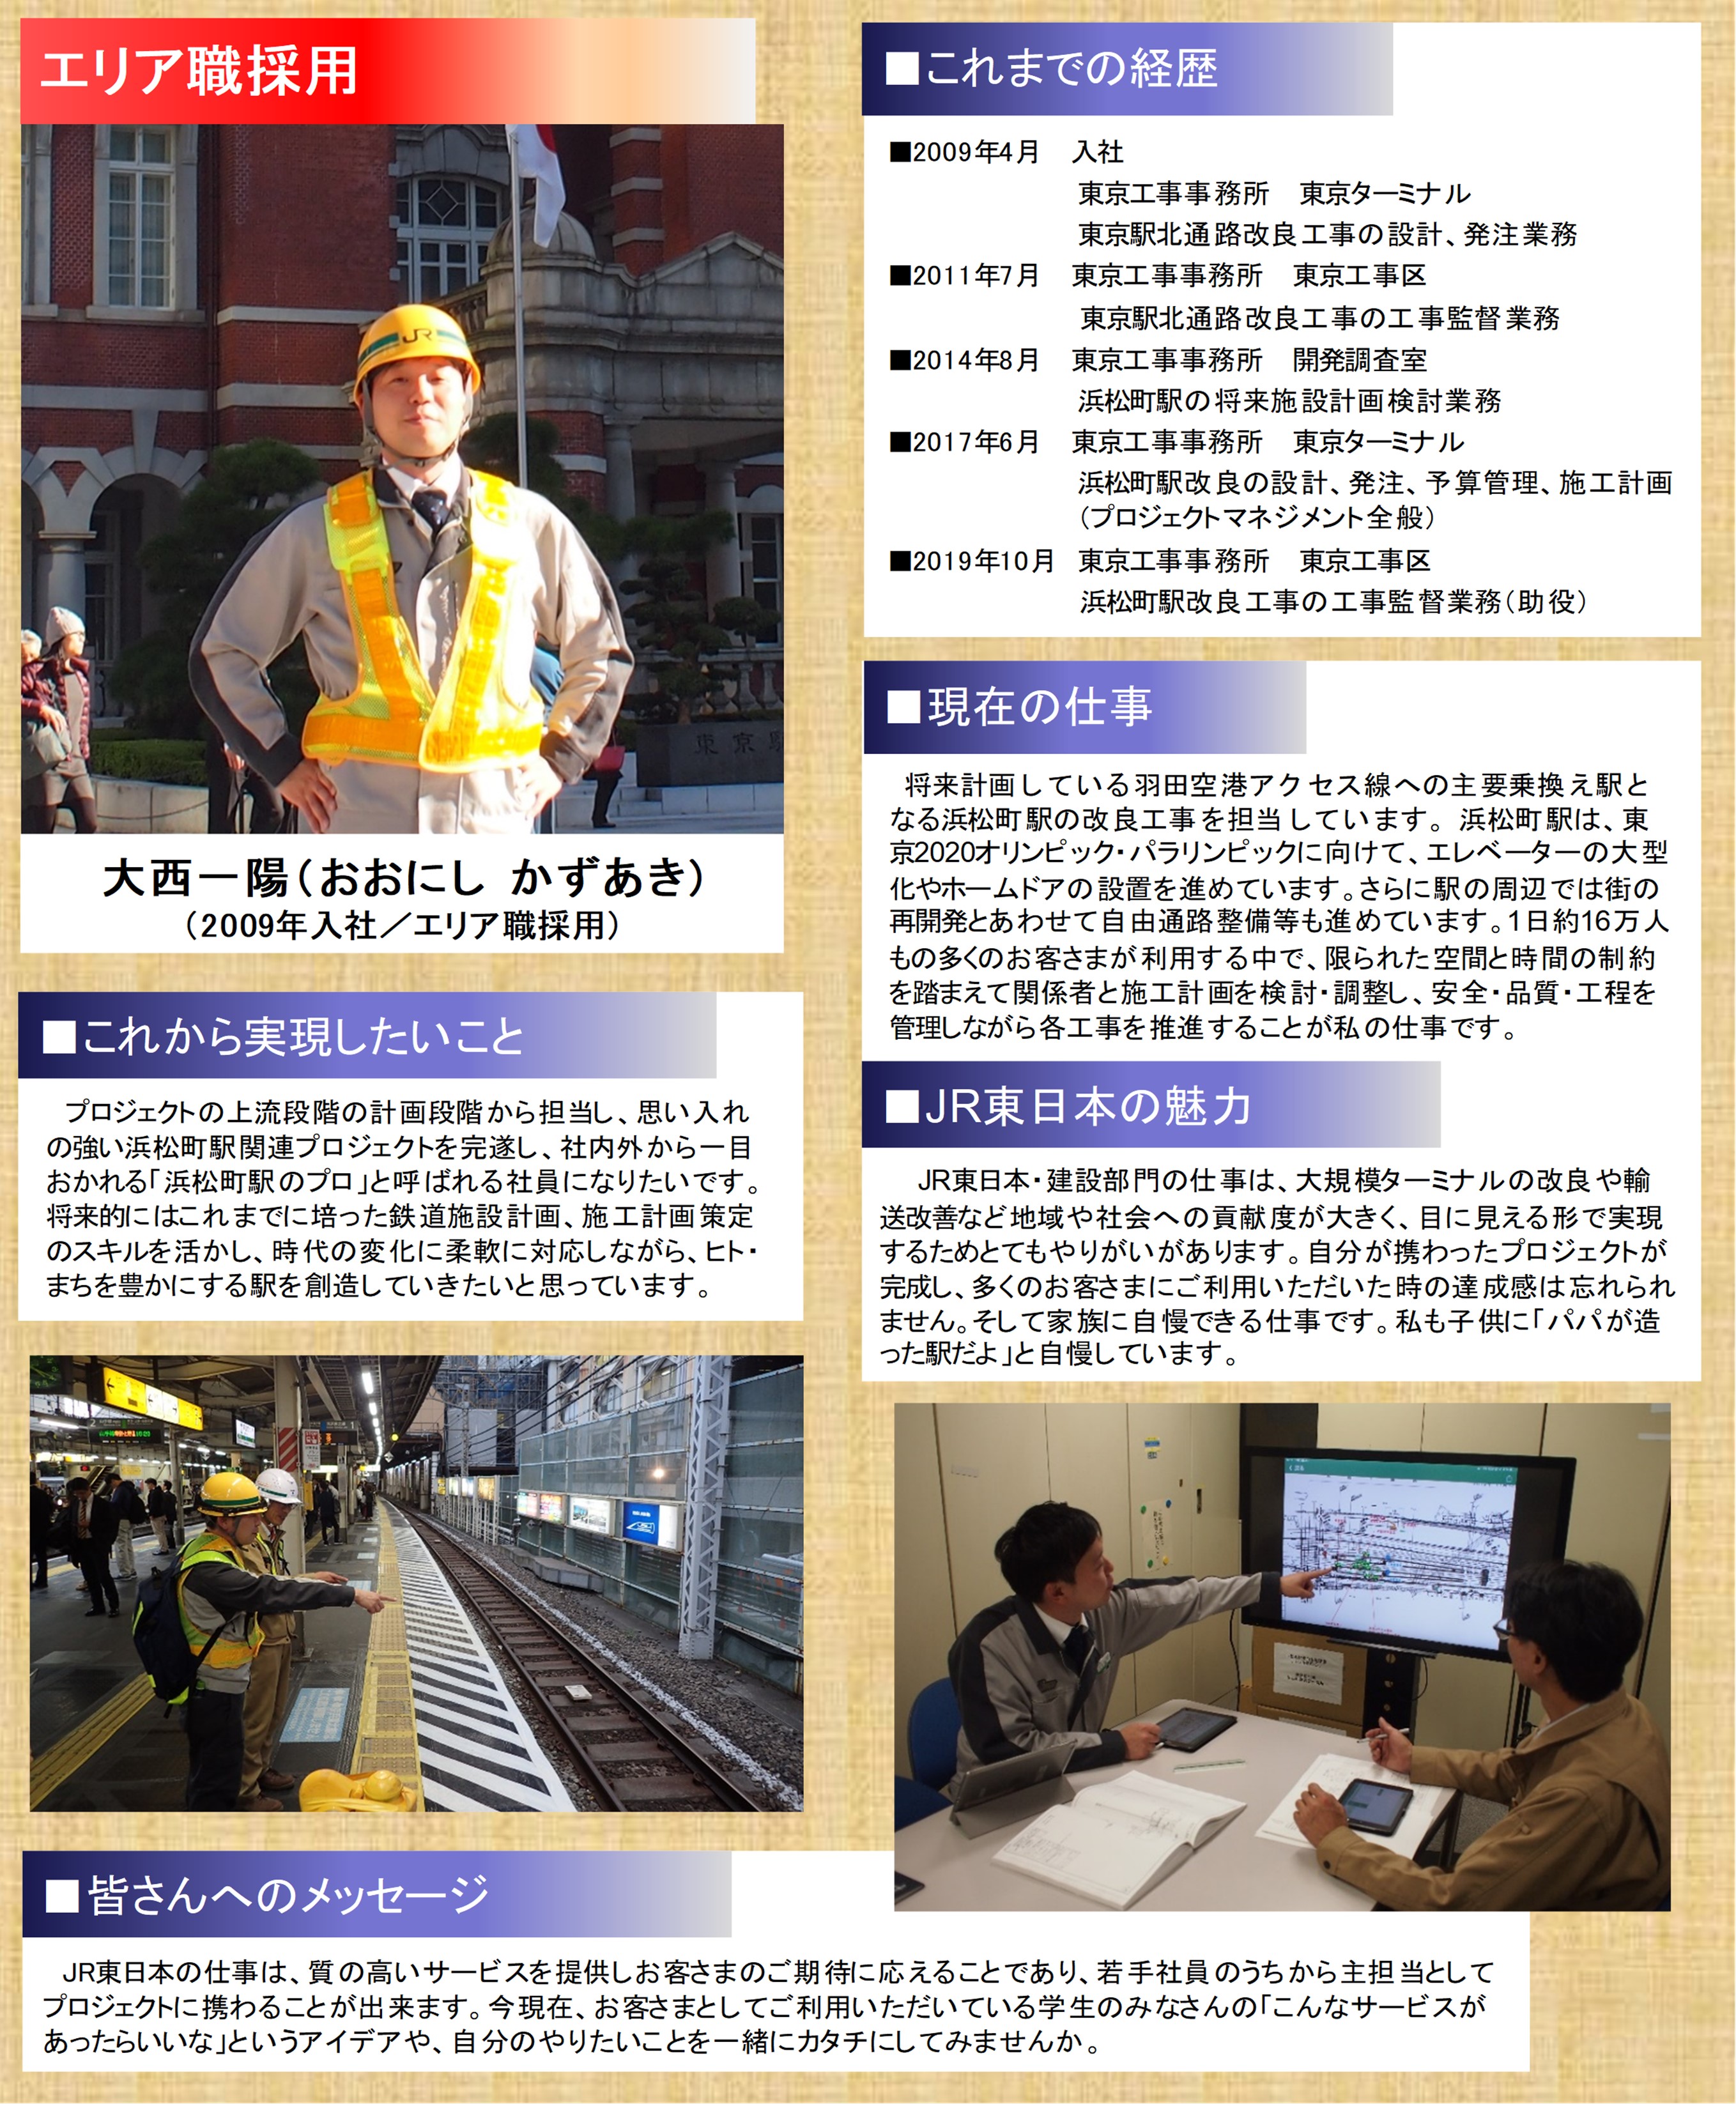 エリア職採用
JR
東京駅
大西一陽（おおにし かずあき）
（2009年入社／エリア職採用）
■これから実現したいこと
プロジェクトの上流段階の計画段階から担当し、思い入れ
の強い浜松町駅関連プロジェクトを完遂し、社内外から一目
おかれる「浜松町駅のプロ」と呼ばれる社員になりたいです。
将来的にはこれまでに培った鉄道施設計画、施工計画策定
のスキルを活かし、時代の変化に柔軟に対応しながら、ヒト・
まちを豊かにする駅を創造していきたいと思っています。
■これまでの経歴
■2009年4月 入社
東京工事事務所 東京ターミナル
東京駅北通路改良工事の設計、発注業務
■2011年7月 東京工事事務所 東京工事区
東京駅北通路改良工事の工事監督業務
■2014年8月 東京工事事務所 開発調査室
浜松町駅の将来施設計画検討業務
■2017年6月 東京工事事務所 東京ターミナル
浜松町駅改良の設計、発注、予算管理、施工計画
（プロジェクトマネジメント全般）
■2019年10月 東京工事事務所 東京工事区
浜松町駅改良工事の工事監督業務（助役）
■現在の仕事
将来計画している羽田空港アクセス線への主要乗換え駅と
なる浜松町駅の改良工事を担当しています。浜松町駅は、東
京2020オリンピック・パラリンピックに向けて、エレベーターの大型
化やホームドアの設置を進めています。さらに駅の周辺では街の
再開発とあわせて自由通路整備等も進めています。1日約16万人
もの多くのお客さまが利用する中で、限られた空間と時間の制約
を踏まえて関係者と施工計画を検討・調整し、安全・品質・工程を
管理しながら各工事を推進することが私の仕事です。
■JR東日本の魅力
JR東日本・建設部門の仕事は、大規模ターミナルの改良や輸
送改善など地域や社会への貢献度が大きく、目に見える形で実現
するためとてもやりがいがあります。自分が携わったプロジェクトが
完成し、多くのお客さまにご利用いただいた時の達成感は忘れられ
ません。そして家族に自慢できる仕事です。私も子供に「パパが造
った駅だよ」と自慢しています。
■皆さんへのメッセージ
JR東日本の仕事は、質の高いサービスを提供しお客さまのご期待に応えることであり、若手社員のうちから主担当として
プロジェクトに携わることが出来ます。今現在、お客さまとしてご利用いただいている学生のみなさんの「こんなサービスが
あったらいいな」というアイデアや、自分のやりたいことを一緒にカタチにしてみませんか。